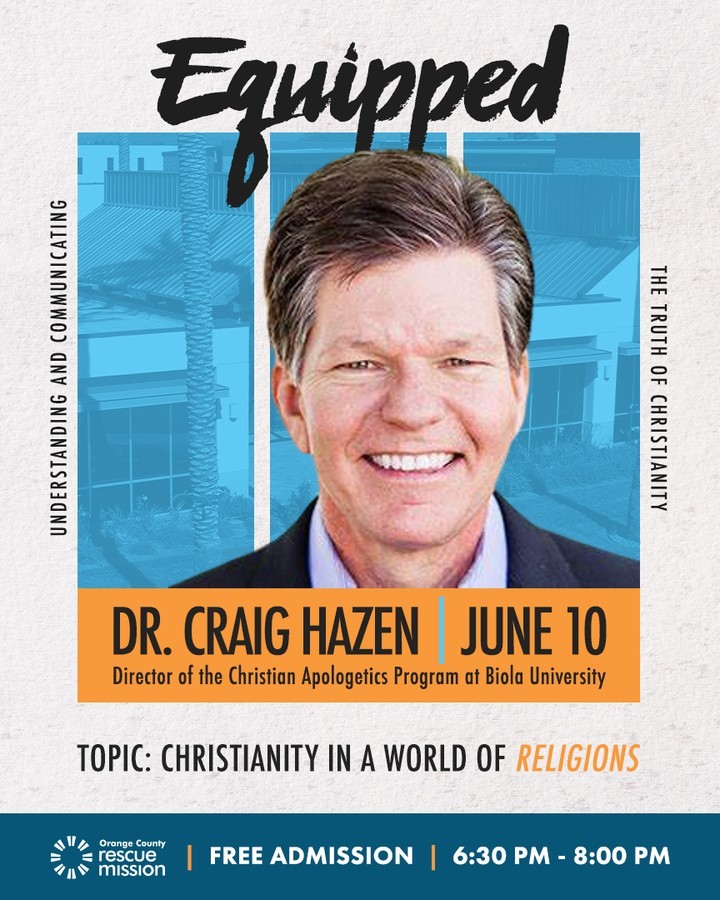 Equipped
UNDERSTANDING AND COMMUNICATING
THE TRUTH OF CHRISTIANITY
DR. CRAIG HAZEN | JUNE 10
Director of the Christian Apologetics Program at Biola University
TOPIC: CHRISTIANITY IN A WORLD OF RELIGIONS
Orange County
rescue
mission
| FREE ADMISSION | 6:30 PM - 8:00 PM